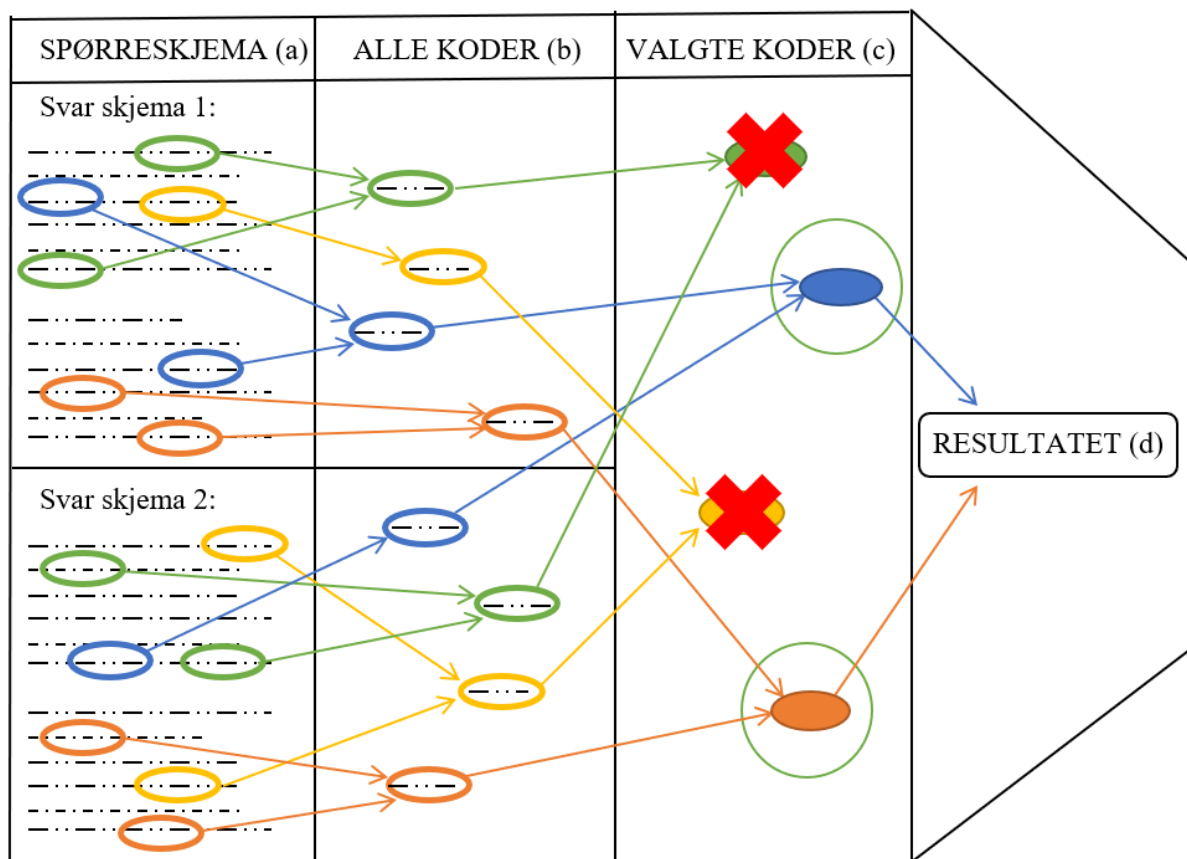 SPØRRESKJEMA (a)
ALLE KODER (b)
VALGTE KODER (c)
Svar skjema 1:
RESULTATET (d)
Svar skjema 2: